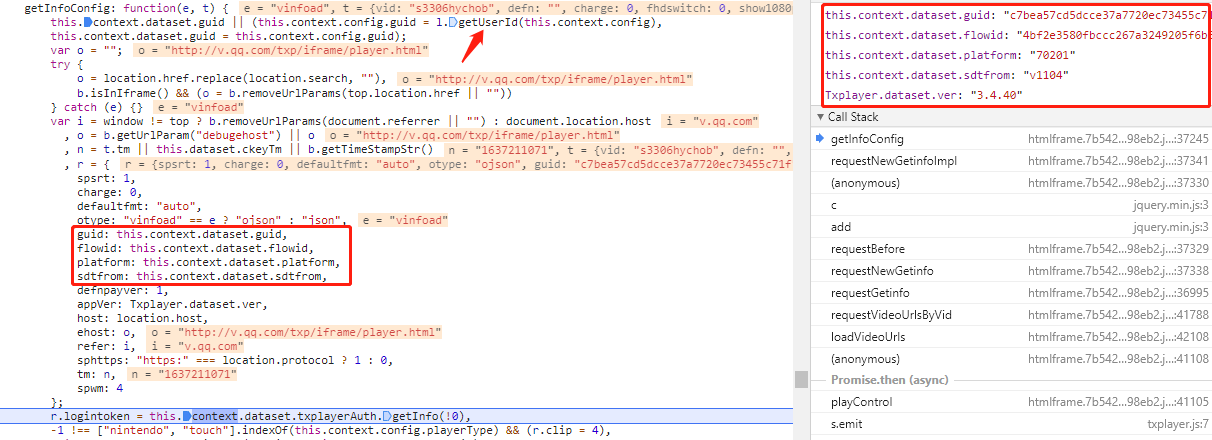 getInfoConfig: function(e, t) { e = "vinfoad", t = {vid: "s3306hychob", defn: "", charge: 0, fhdswitch: 0, show1080
this.context.dataset.guid || (this.context.config.guid = l.getUserId(this.context.config),
this.context.dataset.guid = this.context.config.guid);
var o = ""; o = "http://v.qq.com/txp/iframe/player.html"
try {
o = location.href.replace(location.search, ""), o = "http://v.qq.com/txp/iframe/player.html"
b.isInIframe() && (o = b.removeUrlParams(top.location.href || ""))
} catch (e) {} e = "vinfoad"
var i = window != top ? b.removeUrlParams(document.referrer || "") : document.location.host i = "v.qq.com"
, o = b.getUrlParam("debugehost") || o o = "http://v.qq.com/txp/iframe/player.html"
, n = t.tm || this.dataset.ckeyTm || b.getTimeStampStr() n = "1637211071", t = {vid: "s3306hychob", defn: "",
, r = { r = {spsrt: 1, charge: 0, defaultfmt: "auto", otype: "ojson", guid: "c7bea57cd5dcce37a7720ec73455c71f
spsrt: 1,
charge: 0,
defaultfmt: "auto",
otype: "vinfoad" == e ? "ojson" : "json", e = "vinfoad"
guid: this.context.dataset.guid,
flowid: this.context.dataset.flowid,
platform: this.context.dataset.platform,
sdtfrom: this.context.dataset.sdtfrom,
defnpayver: 1,
appVer: Txplayer.dataset.ver,
host: location.host,
ehost: o, o = "http://v.qq.com/txp/iframe/player.html"
refer: i, i = "v.qq.com"
sphttps: "https:" === location.protocol ? 1 : 0,
tm: n, n = "1637211071"
spwm: 4
};
r.logintoken = this.context.dataset.txplayerAuth.getInfo(!0),
-1 !== ["nintendo", "touch"].indexOf(this.context.config.playerType) && (r.clip = 4),
this.context.dataset.guid: "c7bea57cd5dcce37a7720ec73455c7
this.context.dataset.flowid: "4bf2e3580fbccc267a3249205f6b
this.context.dataset.platform: "70201"
this.context.dataset.sdtfrom: "v1104"
Txplayer.dataset.ver: "3.4.40"
Call Stack
getInfoConfig htmlframe.7b542...98eb2.j...:37245
requestNewGetinfoImpl htmlframe.7b542...98eb2.j...:37341
(anonymous) htmlframe.7b542...98eb2.j...:37330
c jquery.min.js:3
add jquery.min.js:3
requestBefore htmlframe.7b542...98eb2.j...:37329
requestNewGetinfo htmlframe.7b542...98eb2.j...:37338
requestGetinfo htmlframe.7b542...98eb2.j...:36995
requestVideoUrlsByVid htmlframe.7b542...98eb2.j...:41788
loadVideoUrls htmlframe.7b542...98eb2.j...:41108
(anonymous) htmlframe.7b542...98eb2.j...:41108
Promise.then (async)
playControl htmlframe.7b542...98eb2.j...:41105
s.emit txplayer.js:7